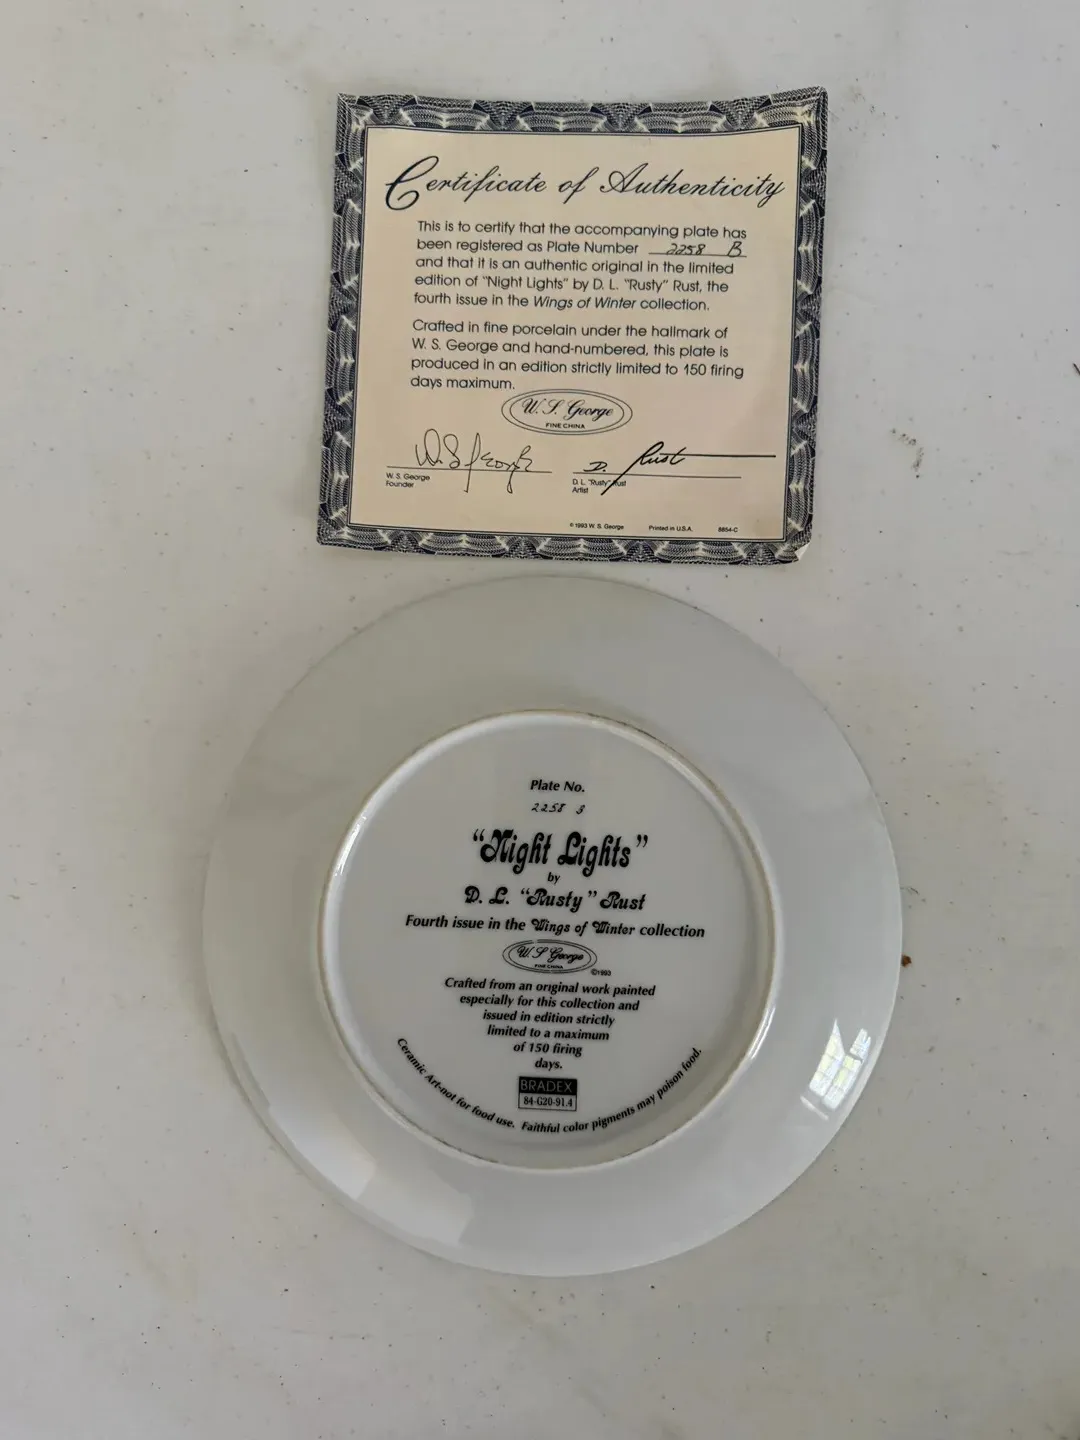 Certificate of Authenticity
This is to certify that the accompanying plate has
been registered as Plate Number 2258 B
and that it is an authentic original in the limited
edition of "Night Lights" by D. L. "Rusty" Rust, the
fourth issue in the Wings of Winter collection.
Crafted in fine porcelain under the hallmark of
W. S. George and hand-numbered, this plate is
produced in an edition strictly limited to 150 firing
days maximum.
W. S. George
FINE CHINA
W. S. George
D. Rust
W. S. George
Founder
D. L. "Rusty" Rust
Artist
© 1993 W. S. George Printed in U.S.A. 8854-C
Plate No.
2258 B
"Night Lights"
by
D. L. "Rusty" Rust
Fourth issue in the Wings of Winter collection
W. S. George
FINE CHINA
©1993
Crafted from an original work painted
especially for this collection and
issued in edition strictly
limited to a maximum
of 150 firing
days.
BRADEX
84-G20-91.4
Ceramic Art-not for food use. Faithful color pigments may poison food.